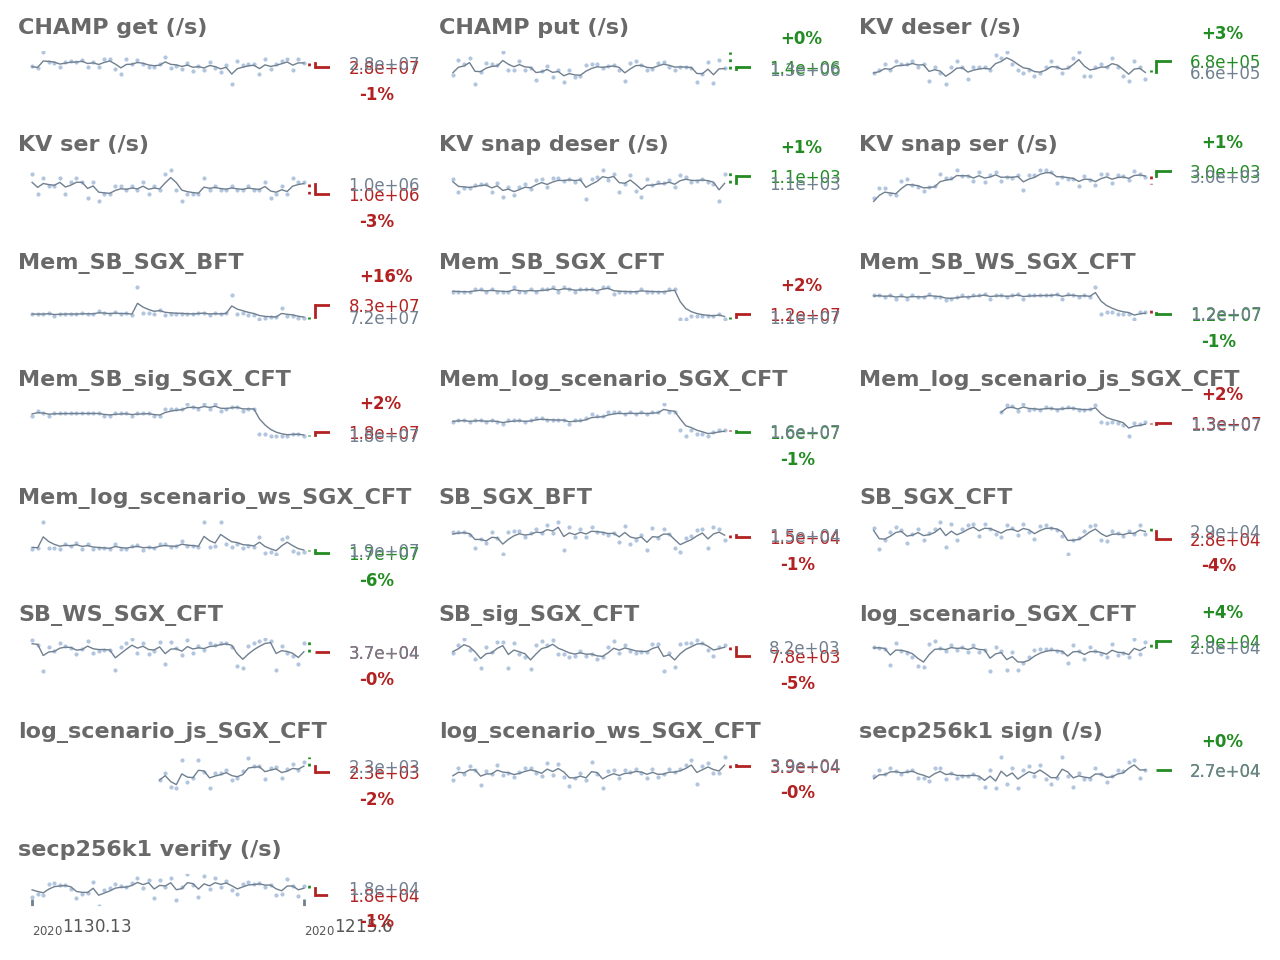 CHAMP get (/s)
2.8e+07
2.8e+07
-1%
CHAMP put (/s)
+0%
1.4e+06
KV deser (/s)
+3%
6.8e+05
6.6e+05
KV ser (/s)
1.0e+06
1.0e+06
-3%
KV snap deser (/s)
+1%
1.1e+03
1.1e+03
KV snap ser (/s)
+1%
3.0e+03
3.0e+03
Mem_SB_SGX_BFT
+16%
8.3e+07
7.2e+07
Mem_SB_SGX_CFT
+2%
1.2e+07
1.1e+07
Mem_SB_WS_SGX_CFT
1.2e+07
-1%
Mem_SB_sig_SGX_CFT
+2%
1.8e+07
1.8e+07
Mem_log_scenario_SGX_CFT
1.6e+07
-1%
Mem_log_scenario_js_SGX_CFT
+2%
1.3e+07
Mem_log_scenario_ws_SGX_CFT
1.7e+07
-6%
SB_SGX_BFT
1.5e+04
-1%
SB_SGX_CFT
2.9e+04
2.8e+04
-4%
SB_WS_SGX_CFT
3.7e+04
-0%
SB_sig_SGX_CFT
8.2e+03
7.8e+03
-5%
log_scenario_SGX_CFT
+4%
2.9e+04
2.8e+04
log_scenario_js_SGX_CFT
2.3e+03
2.3e+03
-2%
log_scenario_ws_SGX_CFT
3.9e+04
-0%
secp256k1 sign (/s)
+0%
2.7e+04
secp256k1 verify (/s)
1.8e+04
1.8e+04
-1%
2020 1130.13
2020 1215.6